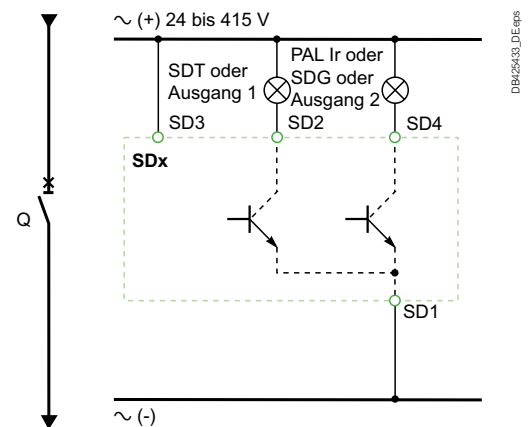 ∼ (+) 24 bis 415 V
SDT oder
Ausgang 1
PAL Ir oder
SDG oder
Ausgang 2
SD3
SD2
SD4
SDx
Q
SD1
∼ (-)
DB425433_DE.eps